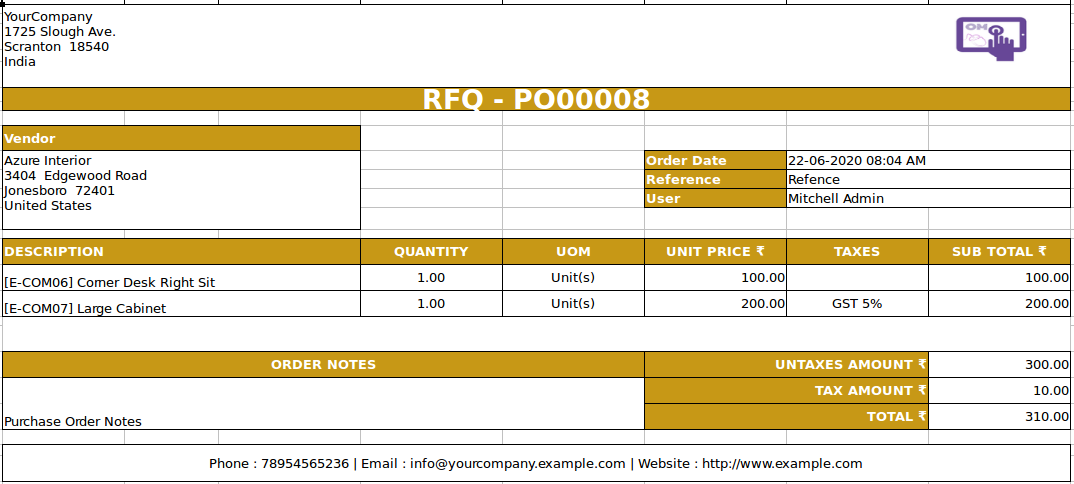 YourCompany
1725 Slough Ave.
Scranton 18540
India
OM
RFQ - PO00008
Vendor
Azure Interior
3404 Edgewood Road
Jonesboro 72401
United States
Order Date 22-06-2020 08:04 AM
Reference Refence
User Mitchell Admin
DESCRIPTION QUANTITY UOM UNIT PRICE ₹ TAXES SUB TOTAL ₹
[E-COM06] Corner Desk Right Sit 1.00 Unit(s) 100.00 100.00
[E-COM07] Large Cabinet 1.00 Unit(s) 200.00 GST 5% 200.00
ORDER NOTES UNTAXES AMOUNT ₹ 300.00
TAX AMOUNT ₹ 10.00
Purchase Order Notes TOTAL ₹ 310.00
Phone : 78954565236 | Email : info@yourcompany.example.com | Website : http://www.example.com